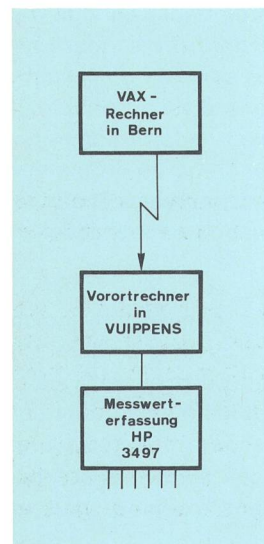 VAX -
Rechner
in Bern
Vorortrechner
in
VUIPPENS
Messwert-
erfassung
HP
3497